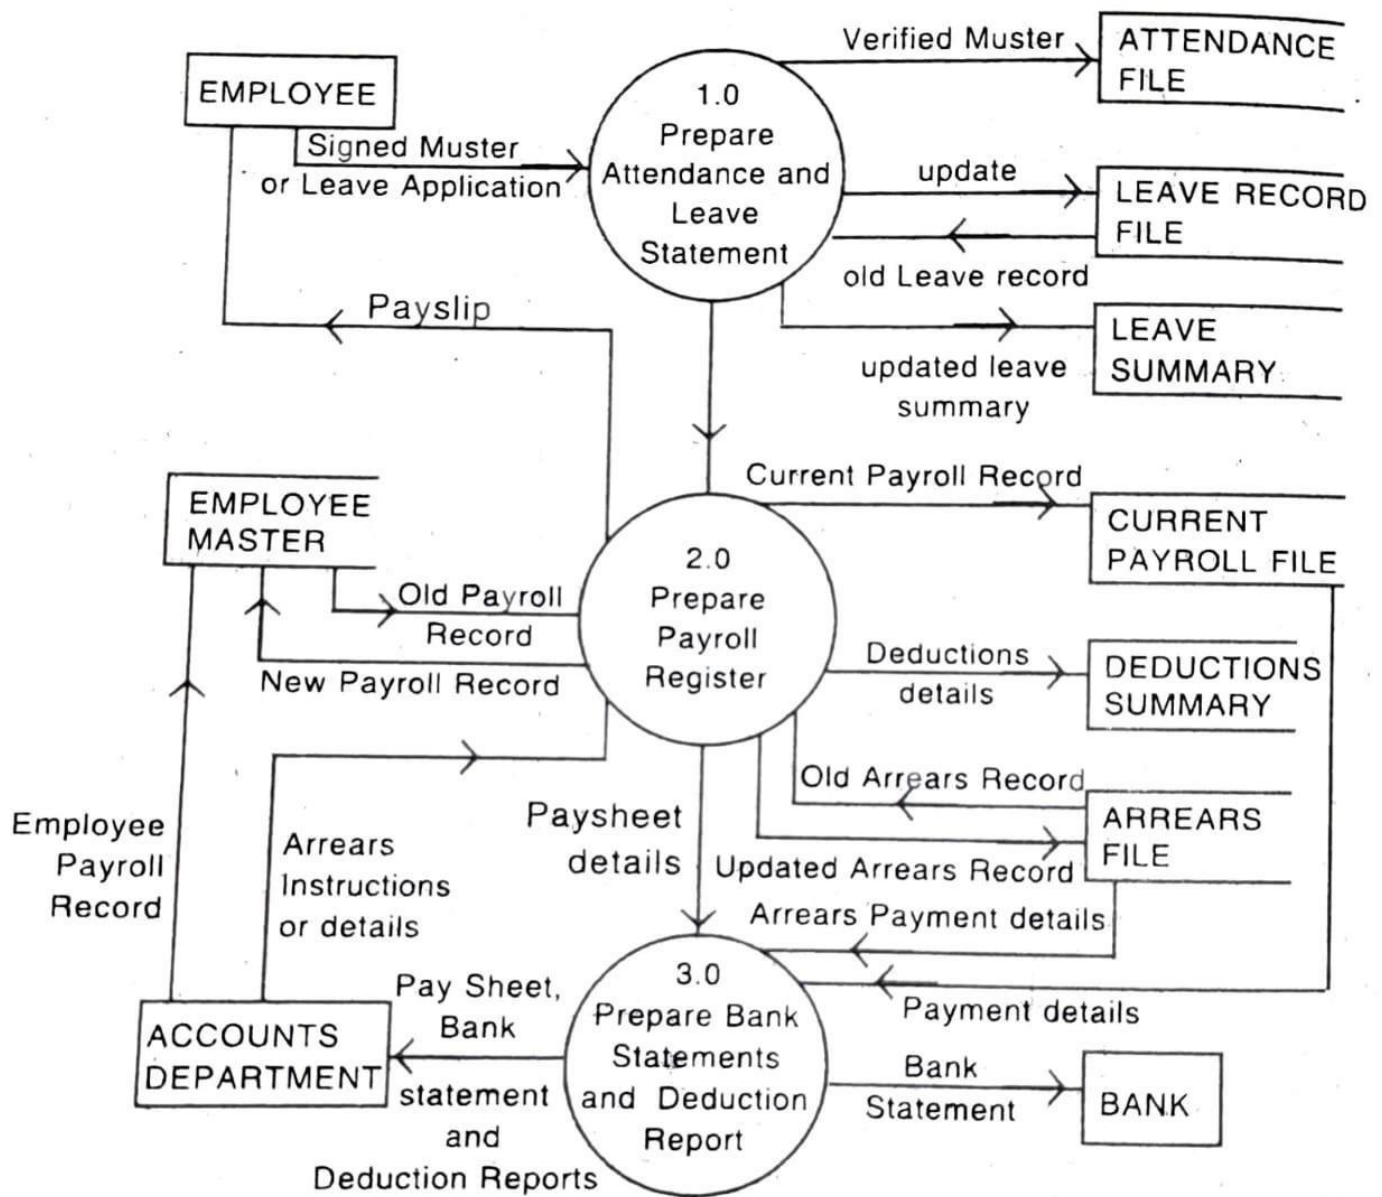 Verified Muster
ATTENDANCE
FILE
EMPLOYEE
1.0
Prepare
Attendance and
Leave
Statement
Signed Muster
or Leave Application
update
LEAVE RECORD
FILE
old Leave record
Payslip
LEAVE
SUMMARY
updated leave
summary
Current Payroll Record
CURRENT
PAYROLL FILE
EMPLOYEE
MASTER
2.0
Prepare
Payroll
Register
Old Payroll
Record
New Payroll Record
Deductions
details
DEDUCTIONS
SUMMARY
Old Arrears Record
ARREARS
FILE
Updated Arrears Record
Paysheet
details
Employee
Payroll
Record
Arrears
Instructions
or details
Arrears Payment details
Payment details
3.0
Prepare Bank
Statements
and Deduction
Report
Pay Sheet,
Bank
statement
and
Deduction Reports
ACCOUNTS
DEPARTMENT
Bank
Statement
BANK